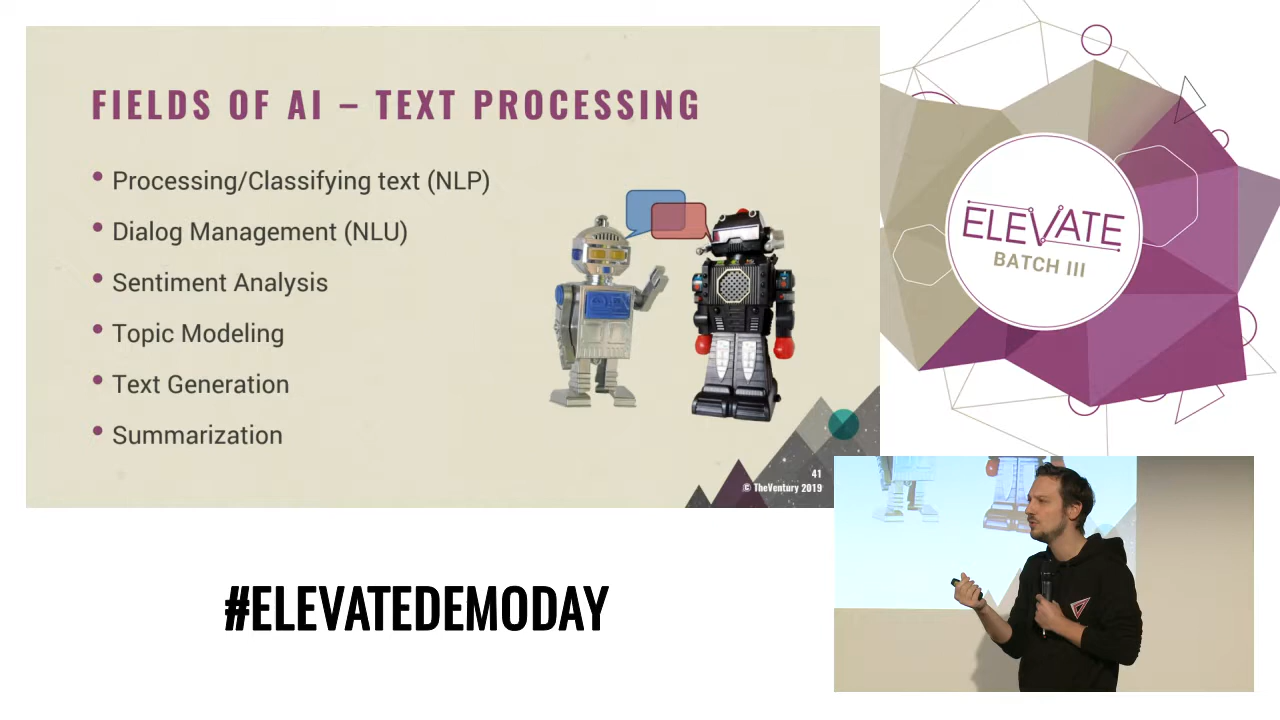 FIELDS OF AI – TEXT PROCESSING
• Processing/Classifying text (NLP)
• Dialog Management (NLU)
• Sentiment Analysis
• Topic Modeling
• Text Generation
• Summarization
41
© TheVentury 2019
ELEVATE
BATCH III
#ELEVATEDEMODAY